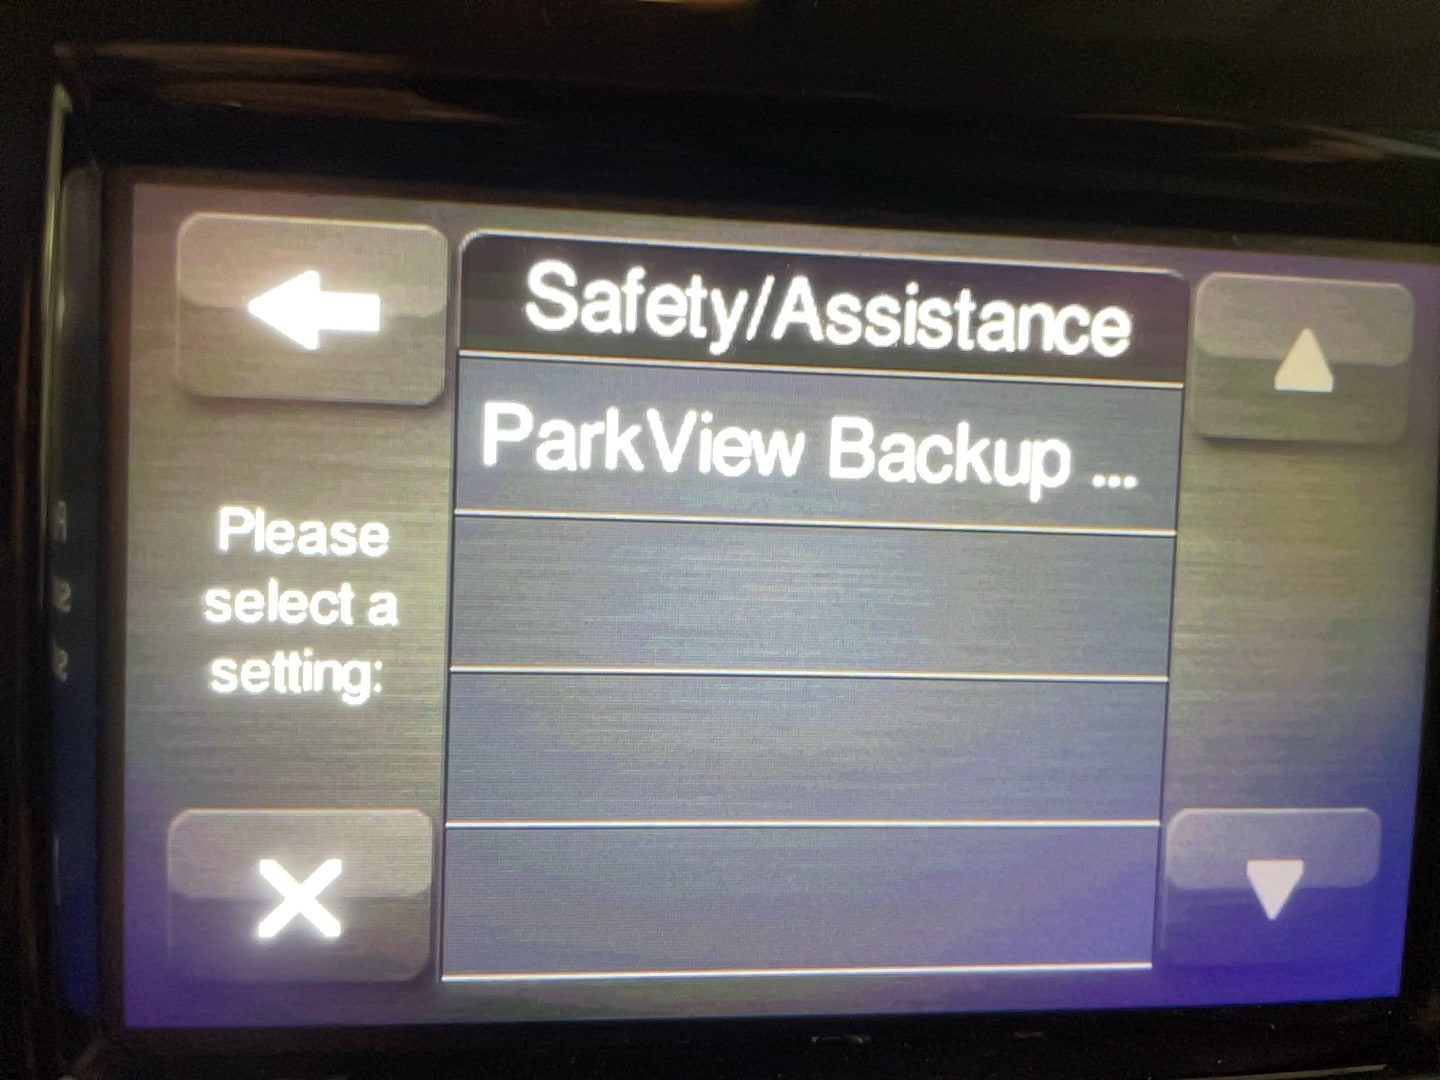 Safety/Assistance
ParkView Backup ...
Please
select a
setting: